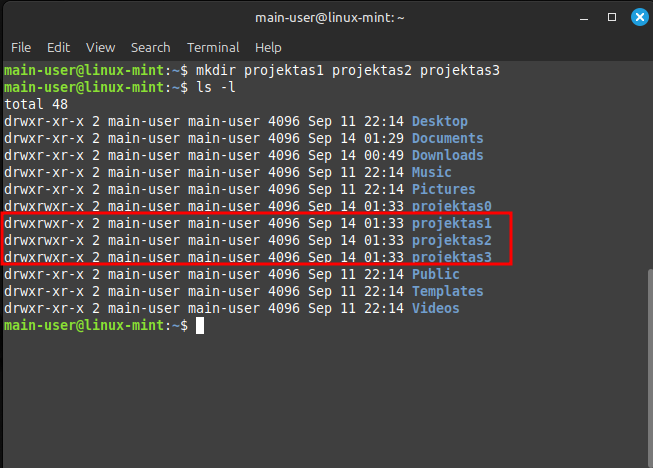 main-user@linux-mint: ~
File Edit View Search Terminal Help
main-user@linux-mint:~$ mkdir projektas1 projektas2 projektas3
main-user@linux-mint:~$ ls -l
total 48
drwxr-xr-x 2 main-user main-user 4096 Sep 11 22:14 Desktop
drwxr-xr-x 2 main-user main-user 4096 Sep 14 01:29 Documents
drwxr-xr-x 2 main-user main-user 4096 Sep 14 00:49 Downloads
drwxr-xr-x 2 main-user main-user 4096 Sep 11 22:14 Music
drwxr-xr-x 2 main-user main-user 4096 Sep 11 22:14 Pictures
drwxrwxr-x 2 main-user main-user 4096 Sep 14 01:33 projektas0
drwxrwxr-x 2 main-user main-user 4096 Sep 14 01:33 projektas1
drwxrwxr-x 2 main-user main-user 4096 Sep 14 01:33 projektas2
drwxrwxr-x 2 main-user main-user 4096 Sep 14 01:33 projektas3
drwxr-xr-x 2 main-user main-user 4096 Sep 11 22:14 Public
drwxr-xr-x 2 main-user main-user 4096 Sep 11 22:14 Templates
drwxr-xr-x 2 main-user main-user 4096 Sep 11 22:14 Videos
main-user@linux-mint:~$